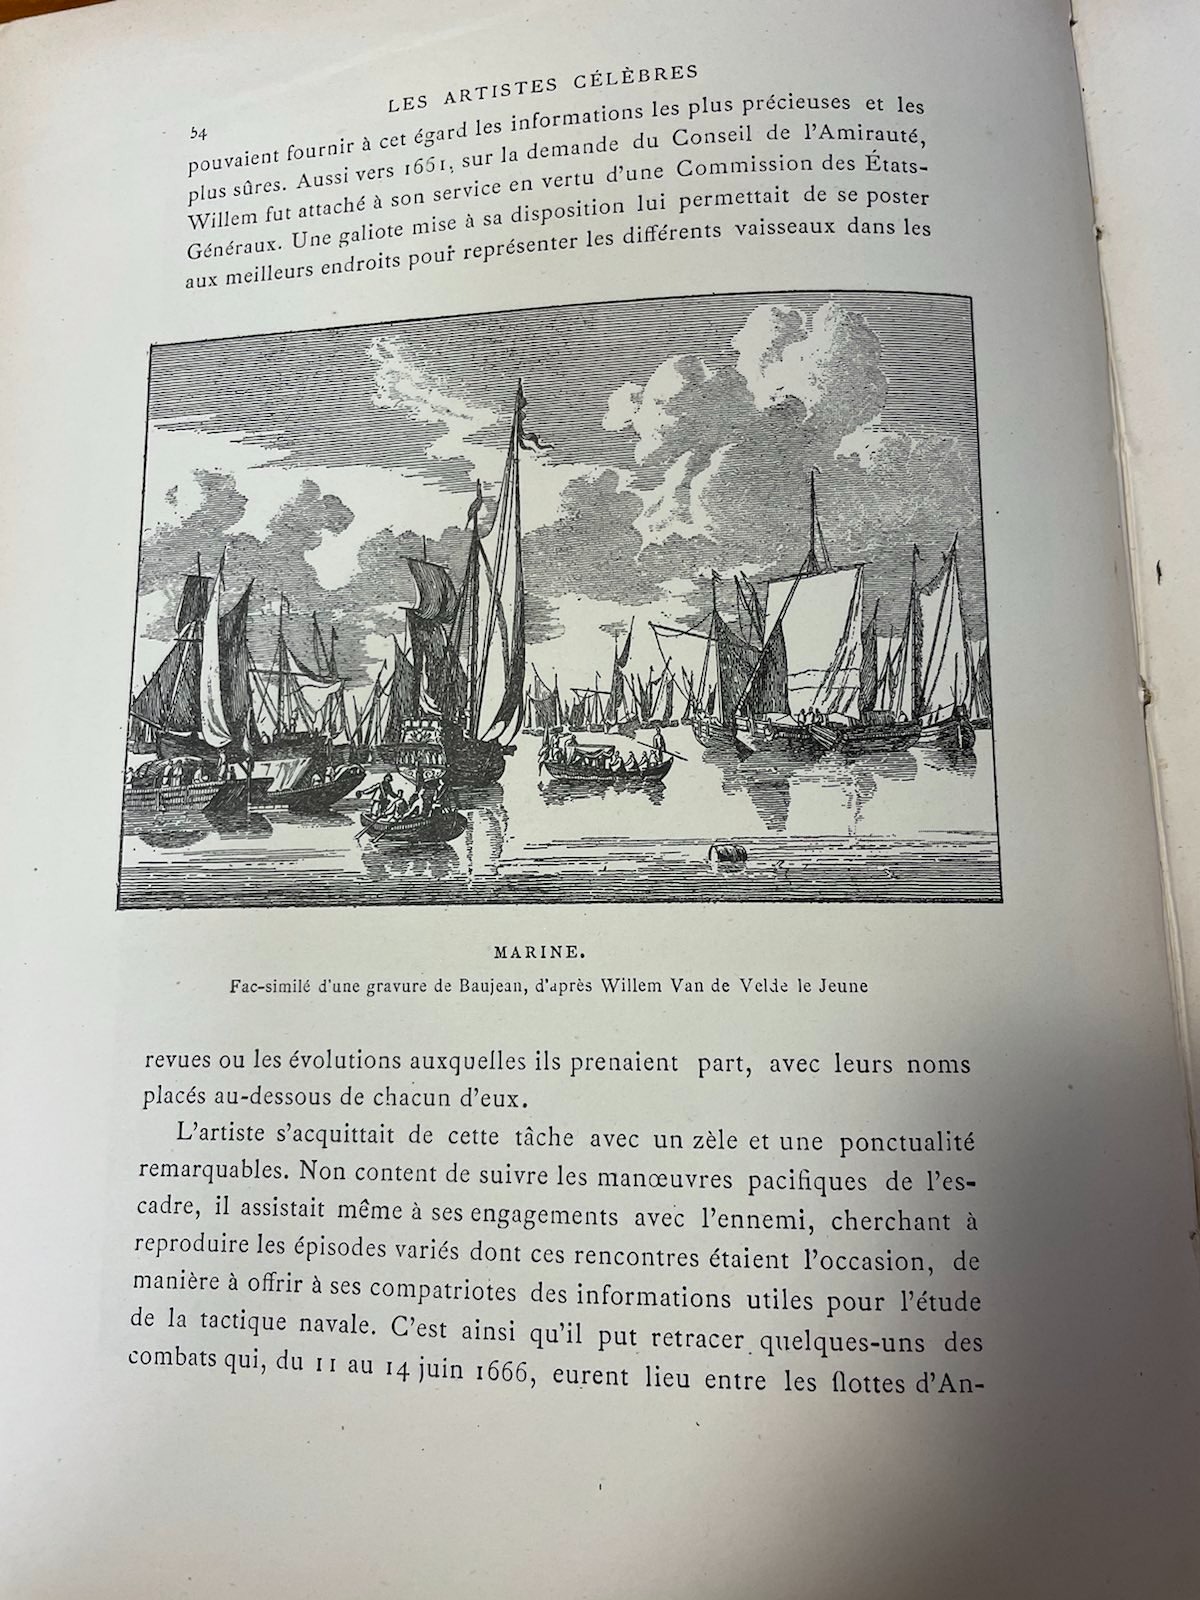 LES ARTISTES CÉLÈBRES
54
pouvaient fournir à cet égard les informations les plus précieuses et les
plus sûres. Aussi vers 1661, sur la demande du Conseil de l'Amirauté,
Willem fut attaché à son service en vertu d'une Commission des États-
Généraux. Une galiote mise à sa disposition lui permettait de se poster
aux meilleurs endroits pour représenter les différents vaisseaux dans les
MARINE.
Fac-similé d'une gravure de Baujean, d'après Willem Van de Velde le Jeune
revues ou les évolutions auxquelles ils prenaient part, avec leurs noms
placés au-dessous de chacun d'eux.
L'artiste s'acquittait de cette tâche avec un zèle et une ponctualité
remarquables. Non content de suivre les manœuvres pacifiques de l'es-
cadre, il assistait même à ses engagements avec l'ennemi, cherchant à
reproduire les épisodes variés dont ces rencontres étaient l'occasion, de
manière à offrir à ses compatriotes des informations utiles pour l'étude
de la tactique navale. C'est ainsi qu'il put retracer quelques-uns des
combats qui, du 11 au 14 juin 1666, eurent lieu entre les flottes d'An-